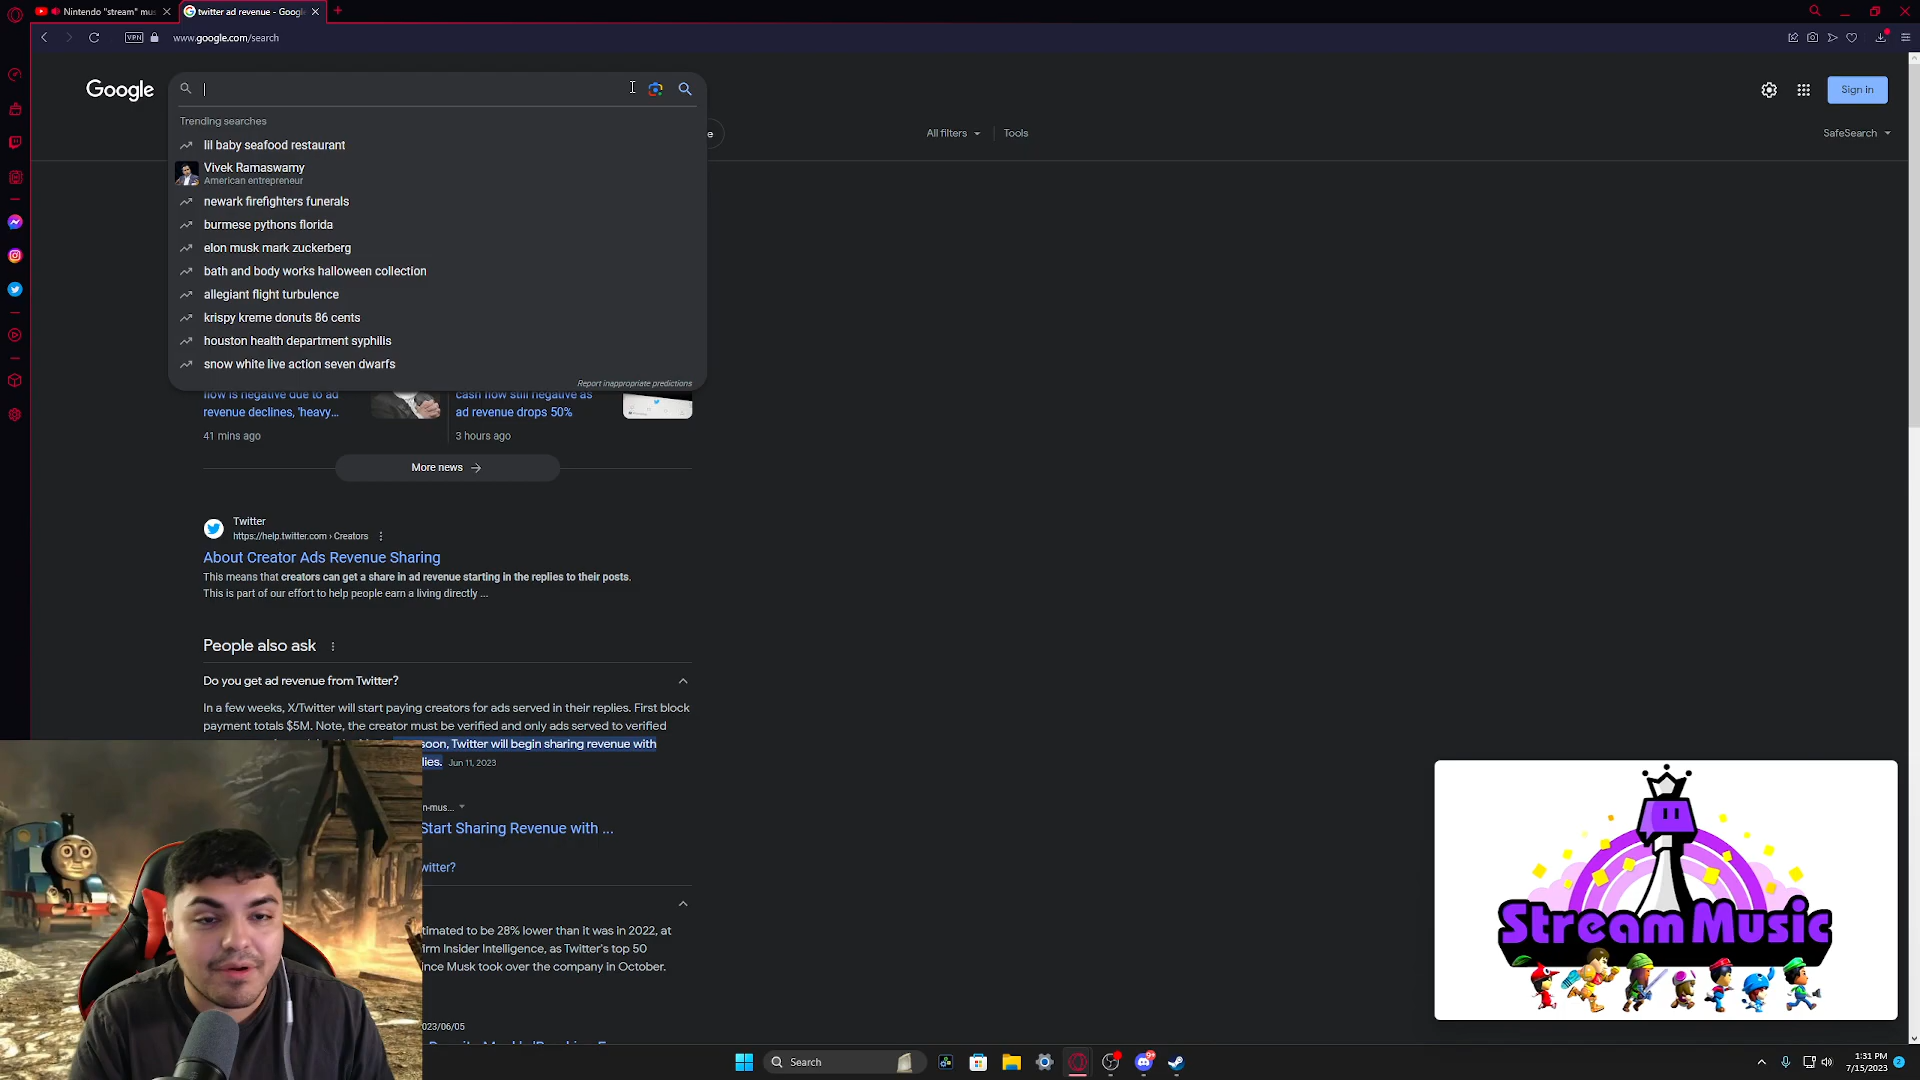 Nintendo "stream" mus
twitter ad revenue - Googl
VPN
www.google.com/search
Google
Sign in
Trending searches
e
All filters
Tools
SafeSearch
lil baby seafood restaurant
Vivek Ramaswamy
American entrepreneur
newark firefighters funerals
burmese pythons florida
elon musk mark zuckerberg
bath and body works halloween collection
allegiant flight turbulence
krispy kreme donuts 86 cents
houston health department syphilis
snow white live action seven dwarfs
Report inappropriate predictions
flow is negative due to ad
revenue declines, 'heavy...
41 mins ago
cash flow still negative as
ad revenue drops 50%
3 hours ago
More news
Twitter
https://help.twitter.com › Creators
About Creator Ads Revenue Sharing
This means that creators can get a share in ad revenue starting in the replies to their posts.
This is part of our effort to help people earn a living directly ...
People also ask
Do you get ad revenue from Twitter?
In a few weeks, X/Twitter will start paying creators for ads served in their replies. First block
payment totals $5M. Note, the creator must be verified and only ads served to verified
soon, Twitter will begin sharing revenue with
lies. Jun 11, 2023
n-mus...
Start Sharing Revenue with ...
witter?
timated to be 28% lower than it was in 2022, at
firm Insider Intelligence, as Twitter's top 50
ince Musk took over the company in October.
023/06/05
Stream Music
Search
9+
1:31 PM
7/15/2023
2